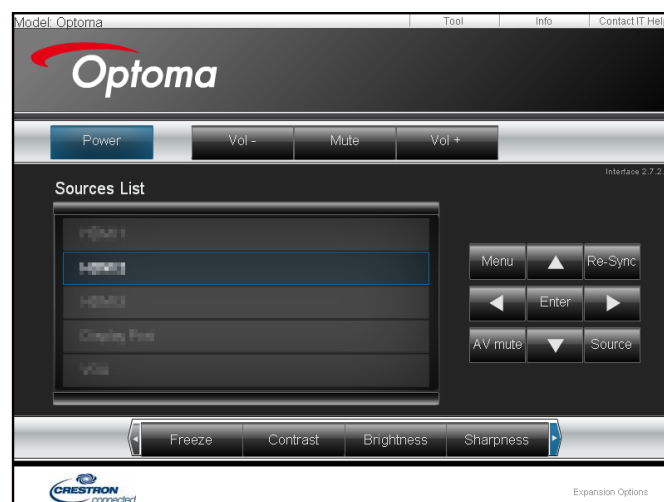 Model: Optoma
Tool
Info
Contact IT Hel
Optoma
Power
Vol -
Mute
Vol +
Interface 2.7.2.
Sources List
Menu
Re-Sync
Enter
AV mute
Source
Freeze
Contrast
Brightness
Sharpness
CRESTRON
connected
Expansion Options